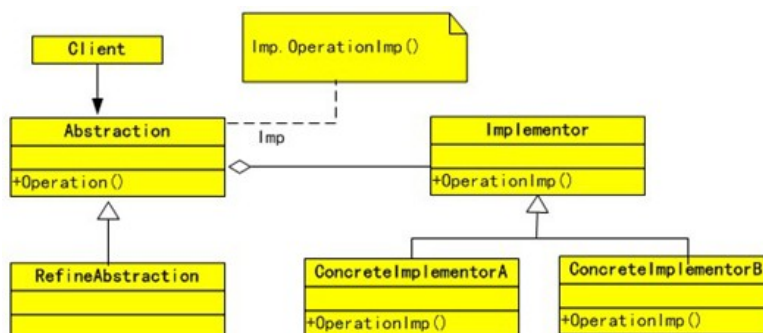 Client
Imp.OperationImp()
Abstraction
Imp
Implementor
+Operation()
+OperationImp()
RefineAbstraction
ConcreteImplementorA
ConcreteImplementorB
+OperationImp()
+OperationImp()